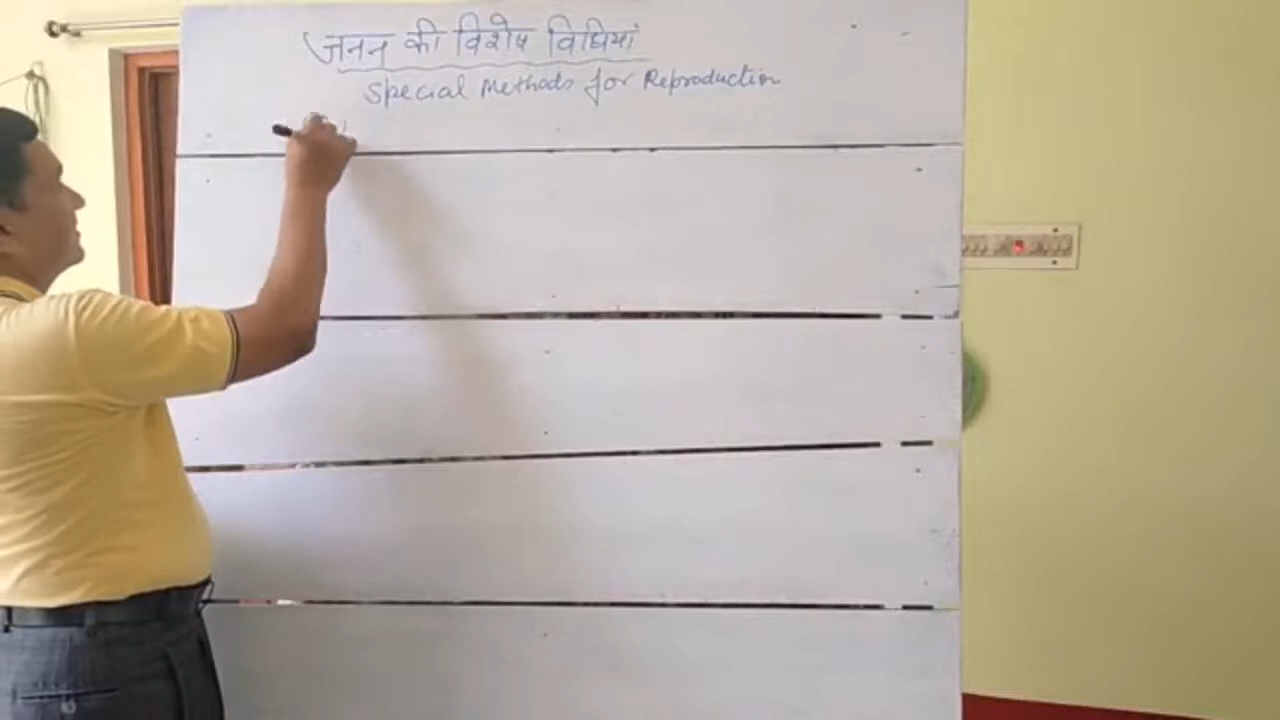 जनन की विशेष विधियां
Special Methods for Reproduction